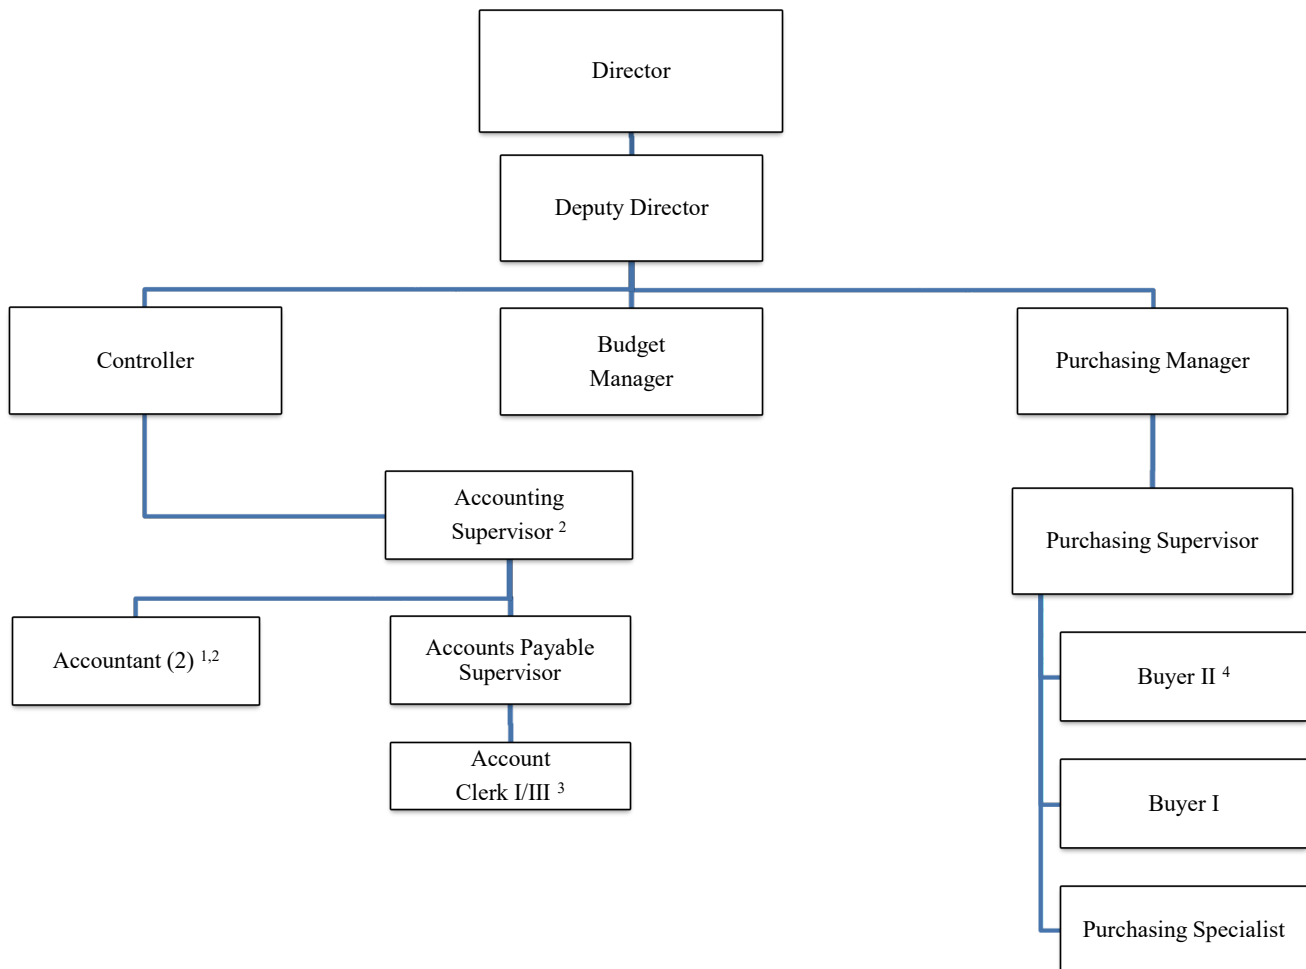 Director
Deputy Director
Controller
Budget
Manager
Purchasing Manager
Accounting
Supervisor ²
Purchasing Supervisor
Accountant (2) ¹,²
Accounts Payable
Supervisor
Buyer II ⁴
Account
Clerk I/III ³
Buyer I
Purchasing Specialist